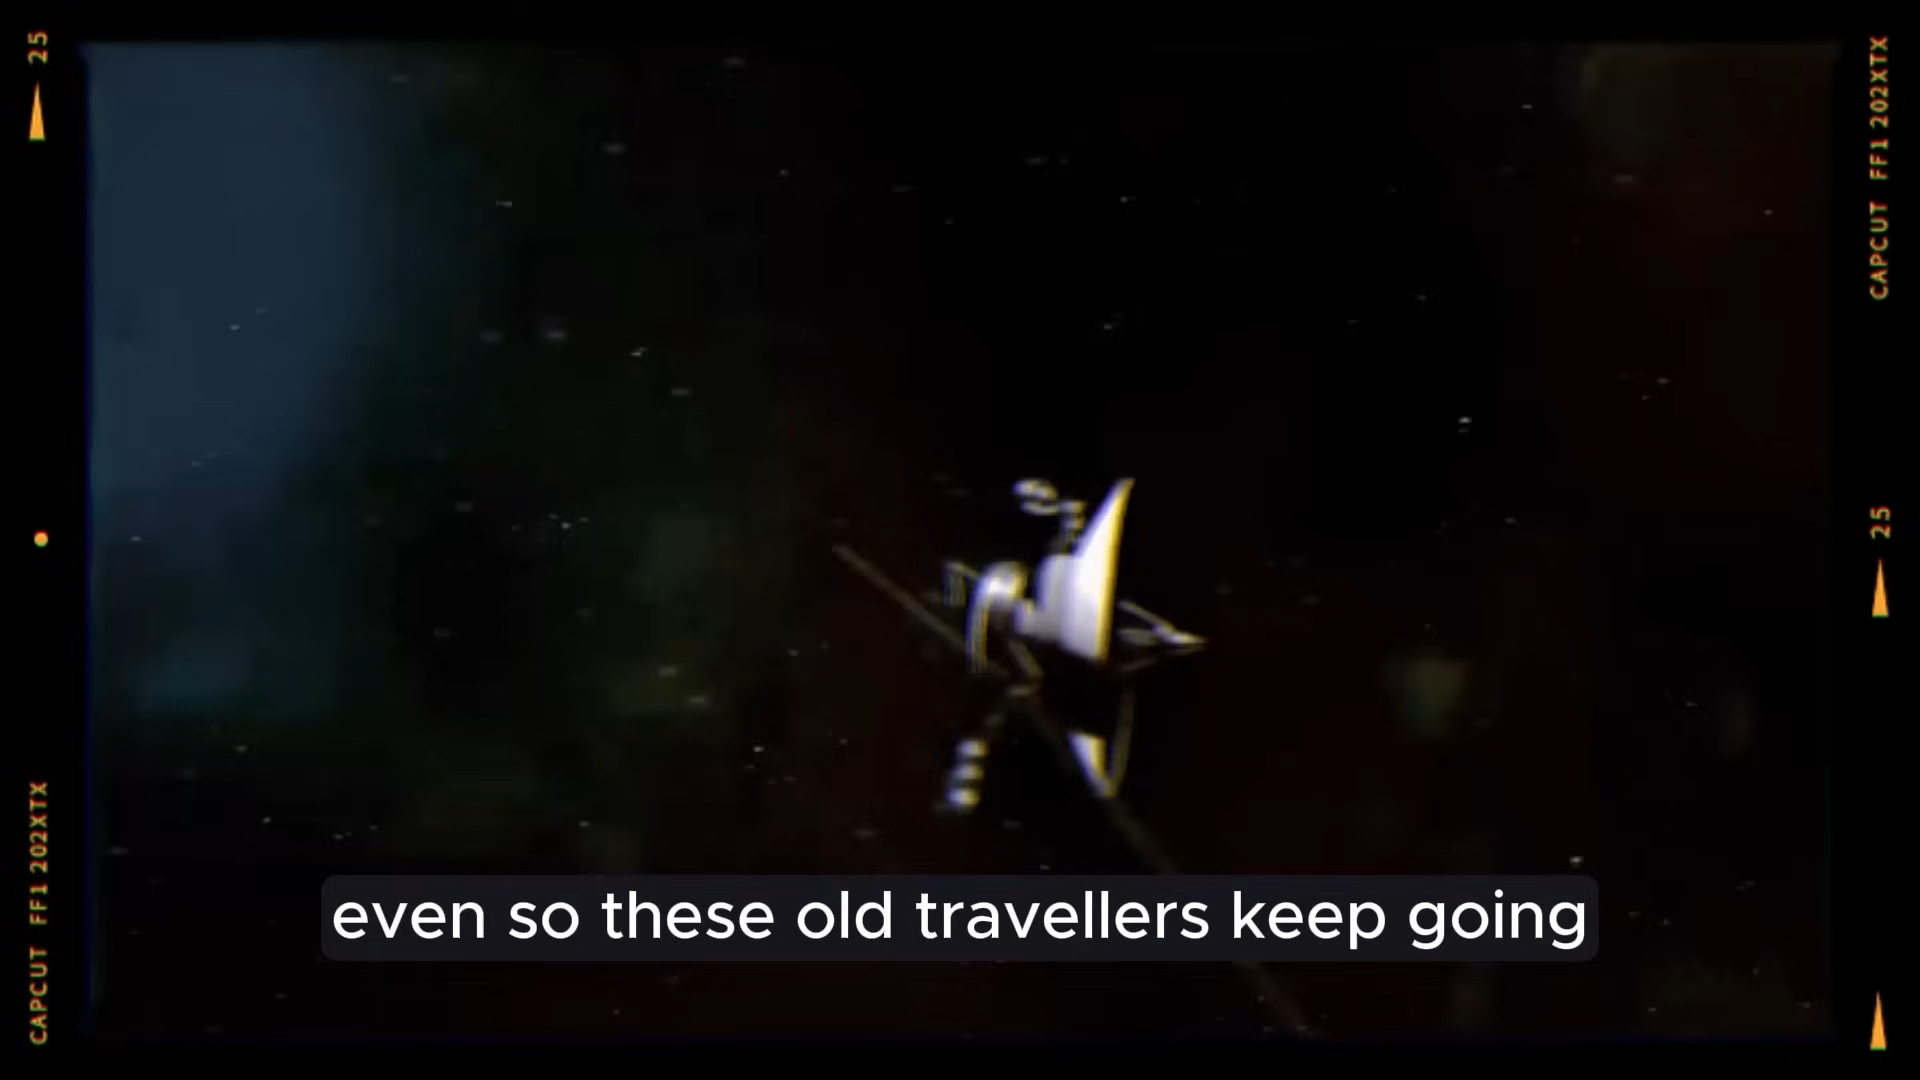 25
CAPCUT FF1 202XTX
even so these old travellers keep going
CAPCUT FF1 202XTX
25